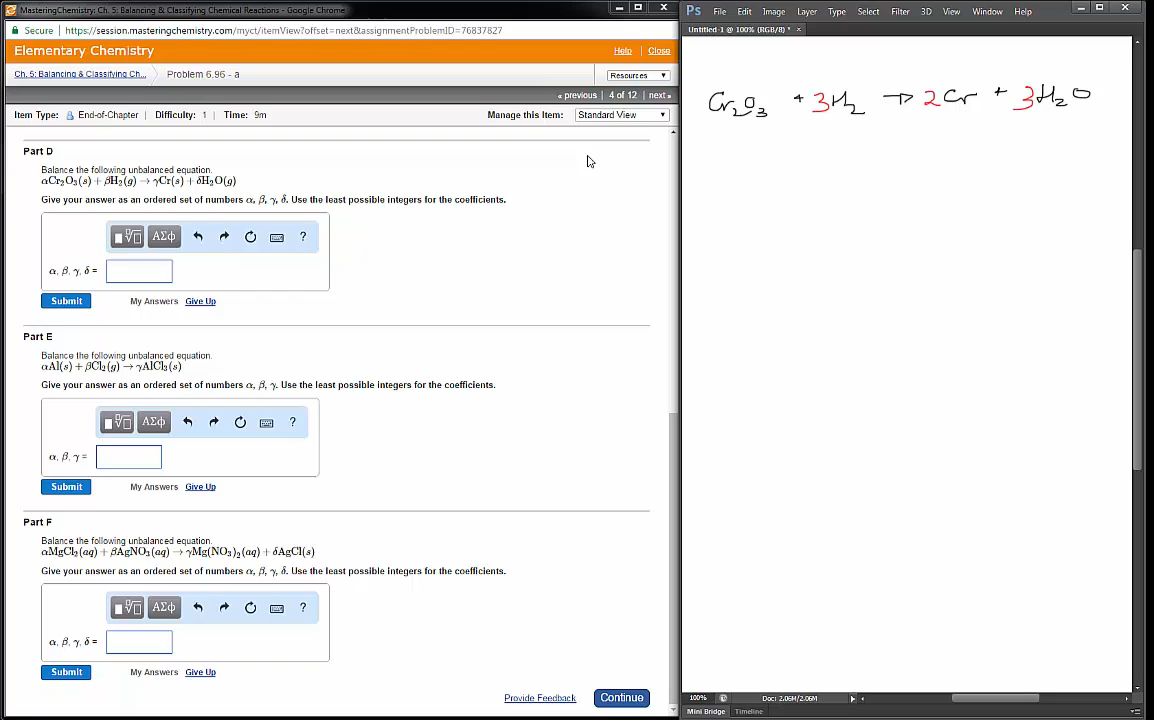 MasteringChemistry: Ch. 5: Balancing & Classifying Chemical Reactions - Google Chrome
Secure https://session.masteringchemistry.com/myct/itemView?offset=next&assignmentProblemID=76837827
Elementary Chemistry Help Close
Ch. 5: Balancing & Classifying Ch... Problem 6.96 - a Resources
« previous 4 of 12 next »
Item Type: End-of-Chapter Difficulty: 1 Time: 9m Manage this Item: Standard View
Part D
Balance the following unbalanced equation.
αCr₂O₃(s) + βH₂(g) → γCr(s) + δH₂O(g)
Give your answer as an ordered set of numbers α, β, γ, δ. Use the least possible integers for the coefficients.
ΑΣφ ?
α, β, γ, δ =
Submit My Answers Give Up
Part E
Balance the following unbalanced equation.
αAl(s) + βCl₂(g) → γAlCl₃(s)
Give your answer as an ordered set of numbers α, β, γ. Use the least possible integers for the coefficients.
ΑΣφ ?
α, β, γ =
Submit My Answers Give Up
Part F
Balance the following unbalanced equation.
αMgCl₂(aq) + βAgNO₃(aq) → γMg(NO₃)₂(aq) + δAgCl(s)
Give your answer as an ordered set of numbers α, β, γ, δ. Use the least possible integers for the coefficients.
ΑΣφ ?
α, β, γ, δ =
Submit My Answers Give Up
Provide Feedback Continue
Ps File Edit Image Layer Type Select Filter 3D View Window Help
Untitled-1 @ 100% (RGB/8) * ×
Cr₂O₃ + 3H₂ → 2Cr + 3H₂O
100% Doc: 2.06M/2.06M
Mini Bridge Timeline